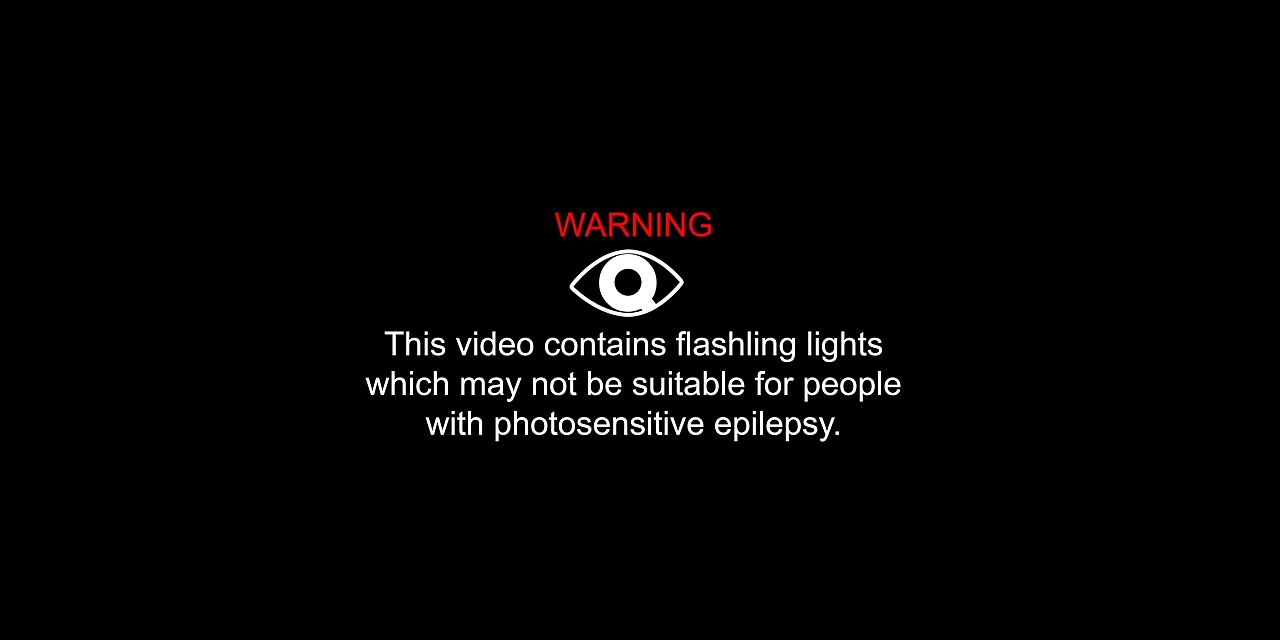 WARNING
This video contains flashling lights
which may not be suitable for people
with photosensitive epilepsy.